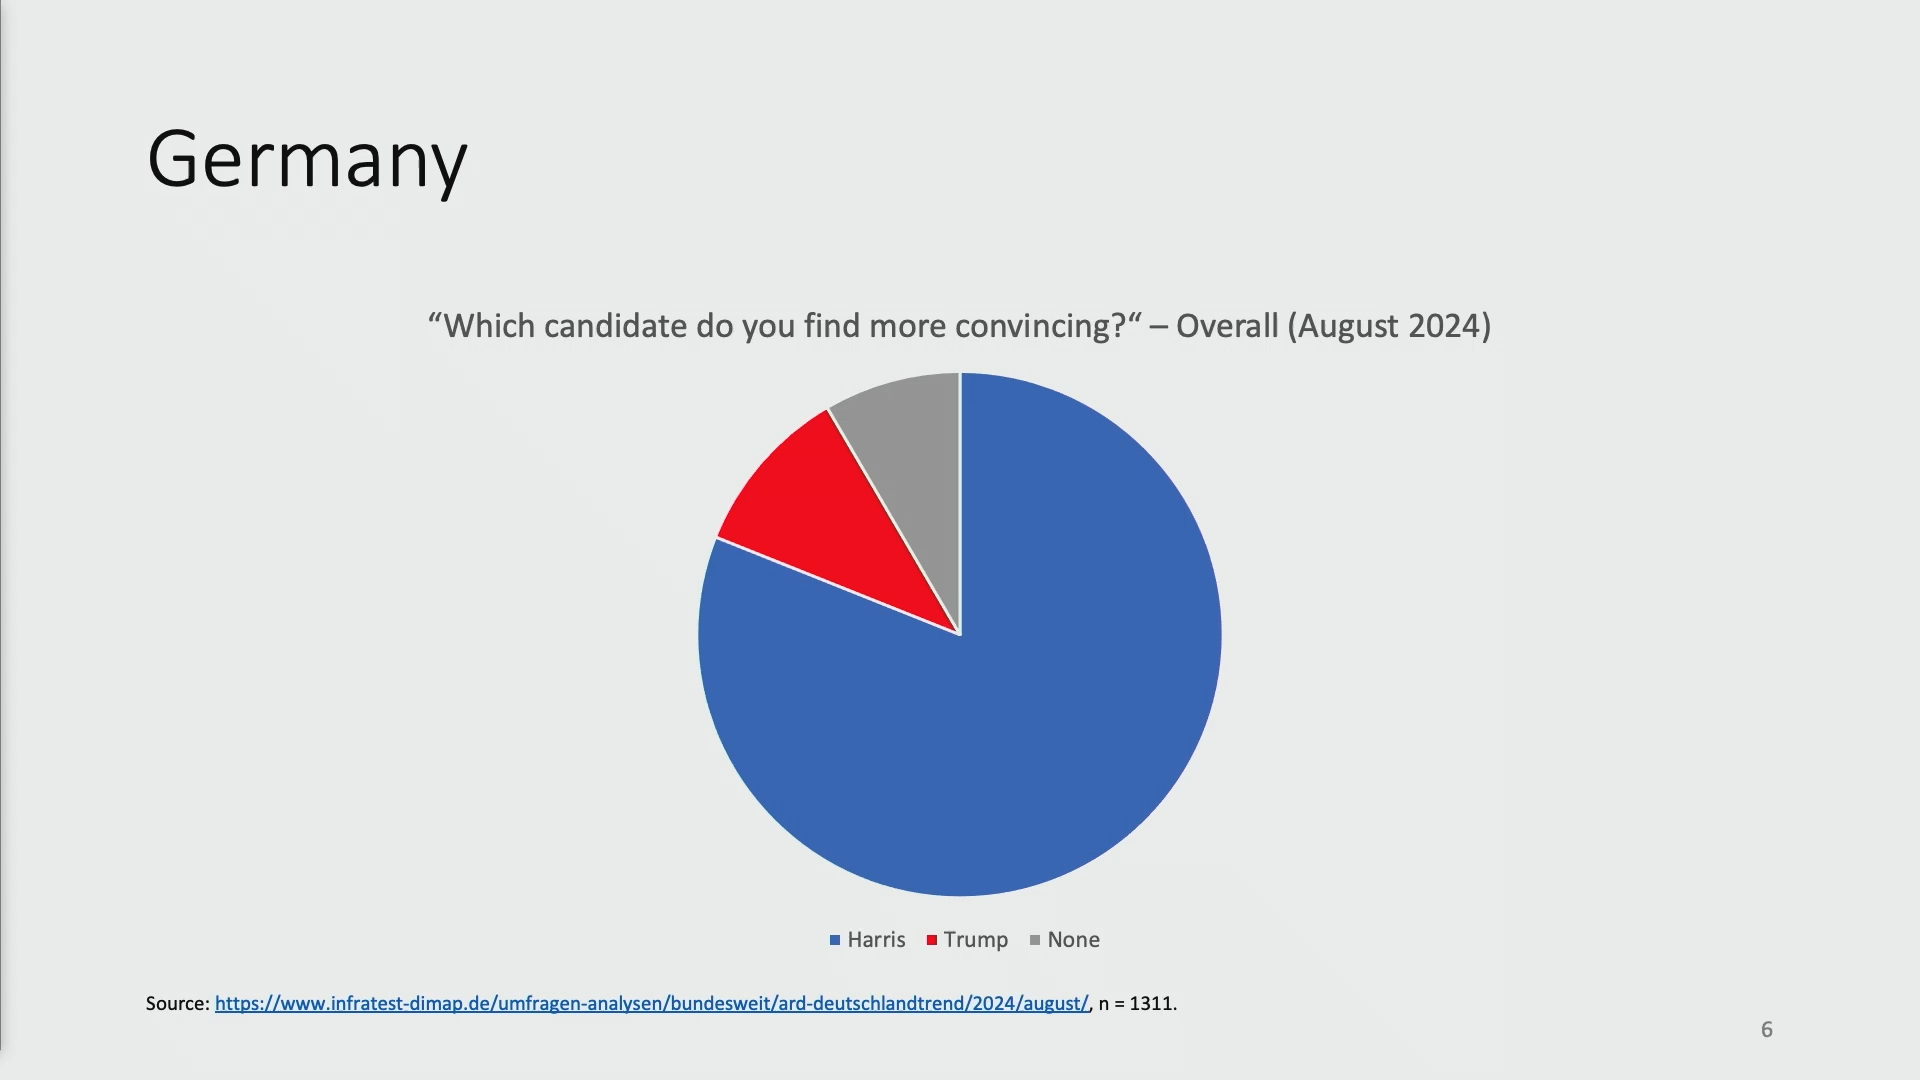 Germany
“Which candidate do you find more convincing?“ – Overall (August 2024)
Harris Trump None
Source: https://www.infratest-dimap.de/umfragen-analysen/bundesweit/ard-deutschlandtrend/2024/august/, n = 1311.
6